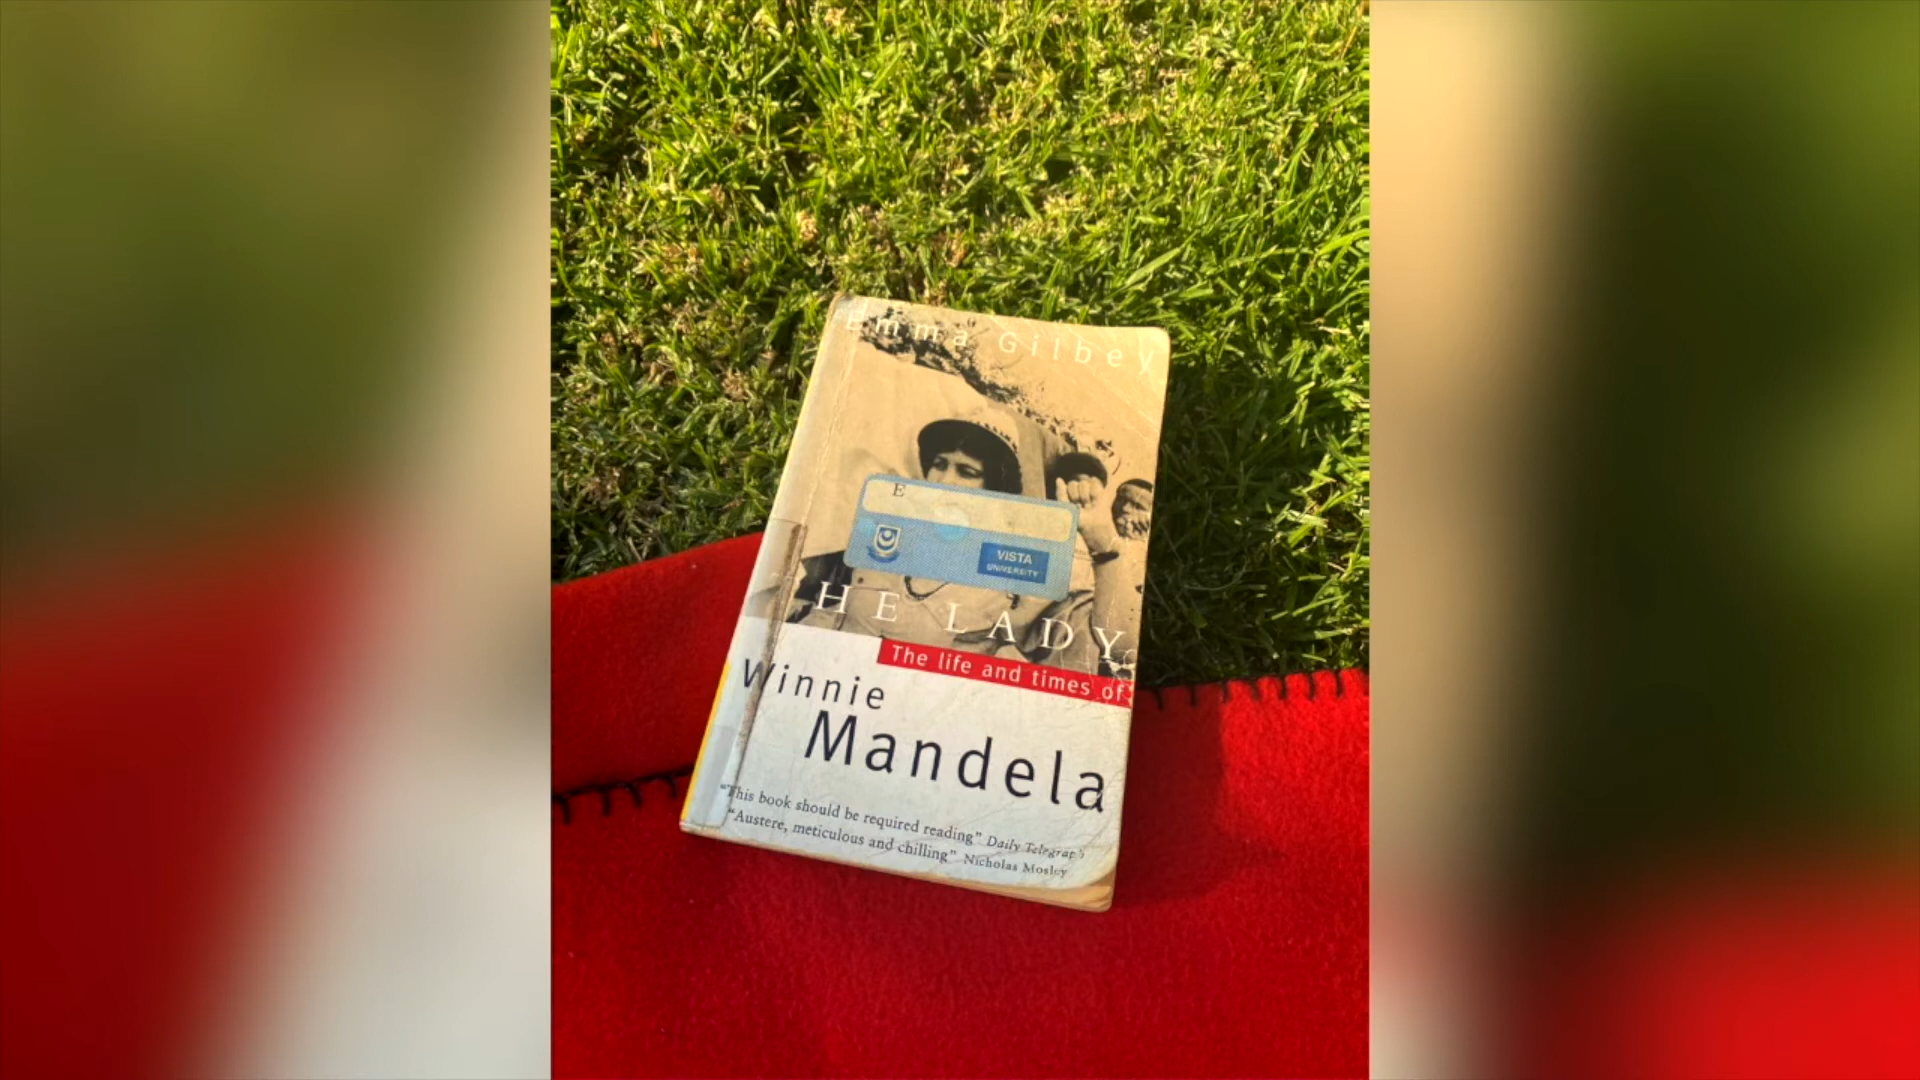 Emma Gilbey
E
VISTA
UNIVERSITY
HE LADY
The life and times of
Winnie
Mandela
"This book should be required reading" Daily Telegraph
"Austere, meticulous and chilling" Nicholas Mosley